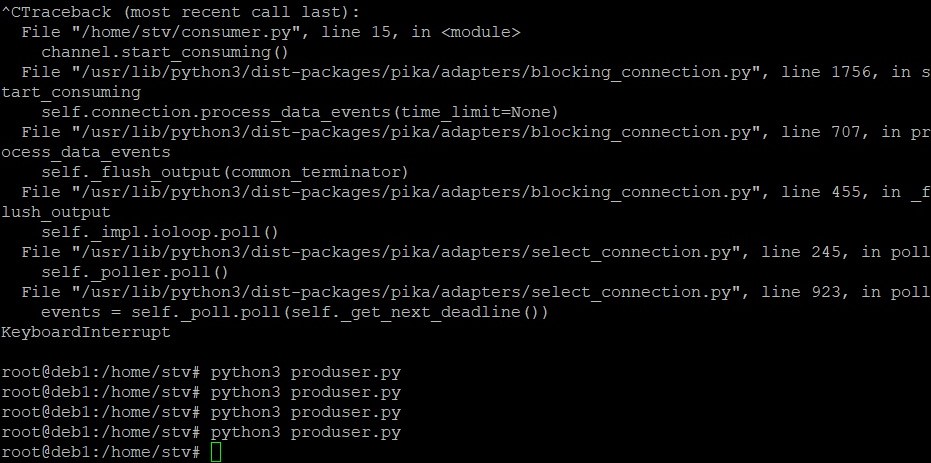 ^CTraceback (most recent call last):
  File "/home/stv/consumer.py", line 15, in <module>
    channel.start_consuming()
  File "/usr/lib/python3/dist-packages/pika/adapters/blocking_connection.py", line 1756, in s
tart_consuming
    self.connection.process_data_events(time_limit=None)
  File "/usr/lib/python3/dist-packages/pika/adapters/blocking_connection.py", line 707, in pr
ocess_data_events
    self._flush_output(common_terminator)
  File "/usr/lib/python3/dist-packages/pika/adapters/blocking_connection.py", line 455, in _f
lush_output
    self._impl.ioloop.poll()
  File "/usr/lib/python3/dist-packages/pika/adapters/select_connection.py", line 245, in poll
    self._poller.poll()
  File "/usr/lib/python3/dist-packages/pika/adapters/select_connection.py", line 923, in poll
    events = self._poll.poll(self._get_next_deadline())
KeyboardInterrupt

root@deb1:/home/stv# python3 produser.py
root@deb1:/home/stv# python3 produser.py
root@deb1:/home/stv# python3 produser.py
root@deb1:/home/stv# python3 produser.py
root@deb1:/home/stv#